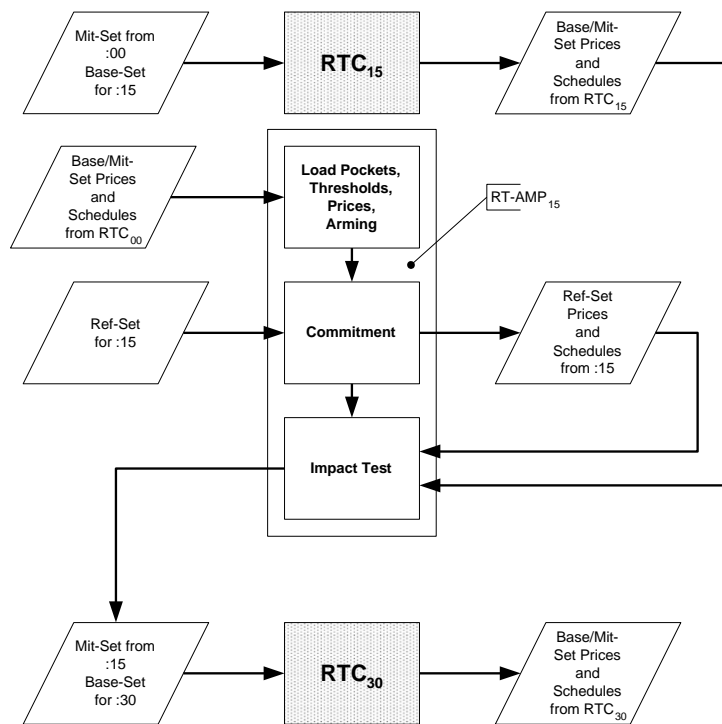 Mit-Set from
:00
Base-Set
for :15
RTC₁₅
Base/Mit-
Set Prices
and
Schedules
from RTC₁₅
Base/Mit-
Set Prices
and
Schedules
from RTC₀₀
Load Pockets,
Thresholds,
Prices,
Arming
RT-AMP₁₅
Ref-Set
for :15
Commitment
Ref-Set
Prices
and
Schedules
from :15
Impact Test
Mit-Set from
:15
Base-Set
for :30
RTC₃₀
Base/Mit-
Set Prices
and
Schedules
from RTC₃₀